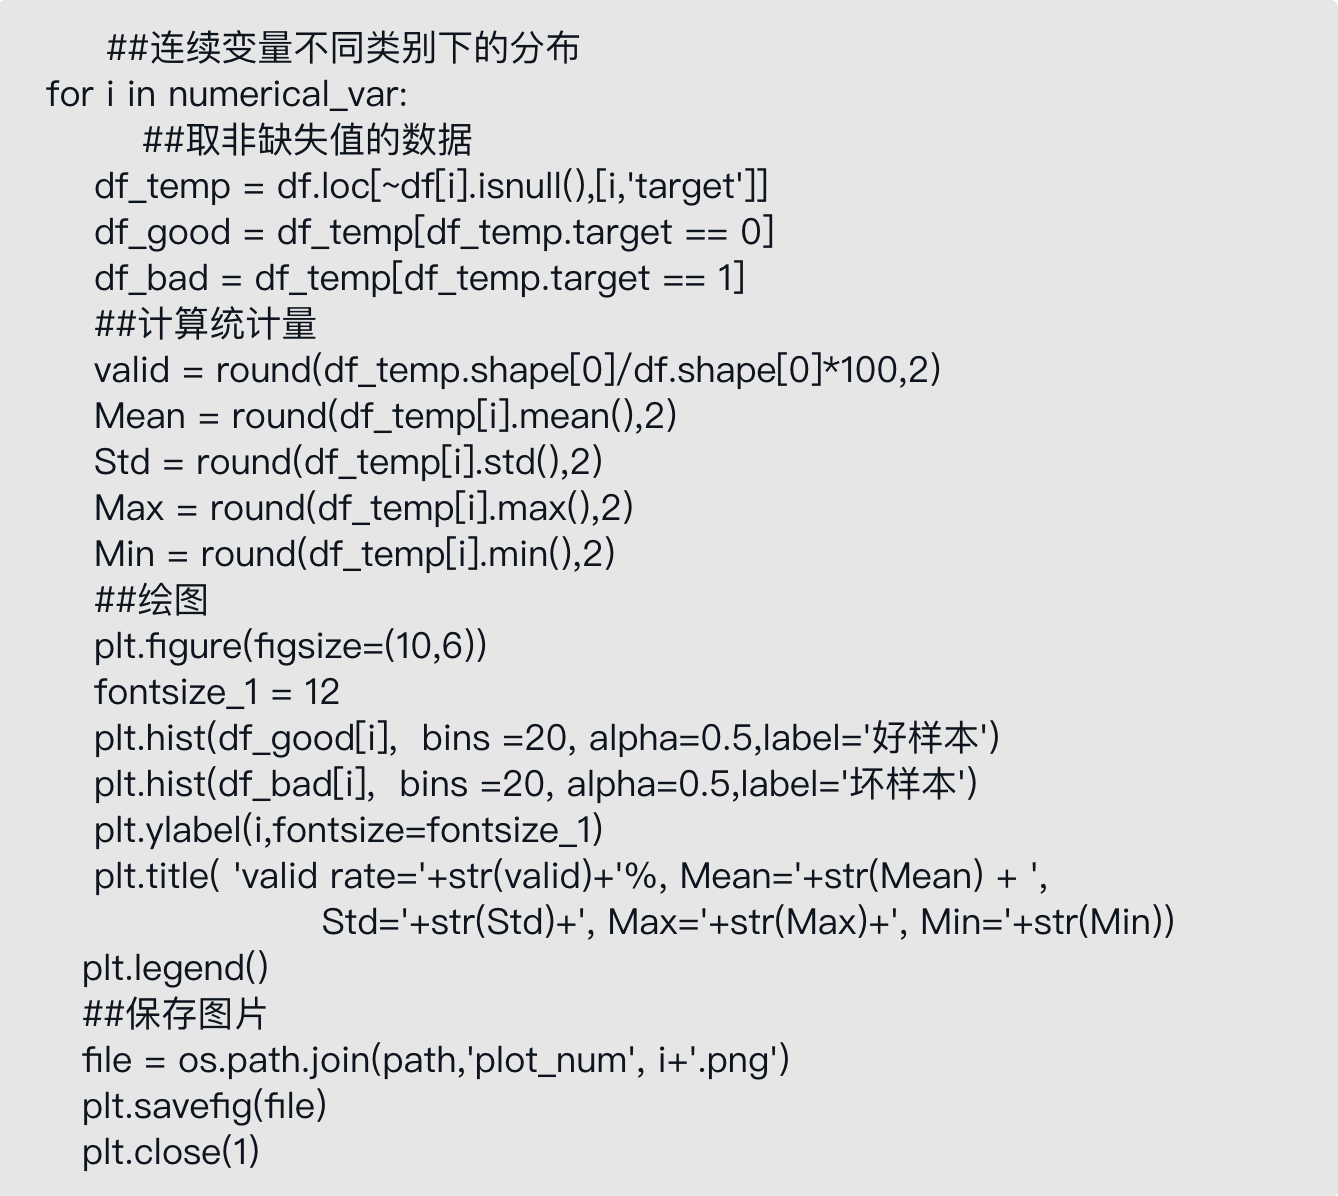 ##连续变量不同类别下的分布
for i in numerical_var:
##取非缺失值的数据
df_temp = df.loc[~df[i].isnull(),[i,'target']]
df_good = df_temp[df_temp.target == 0]
df_bad = df_temp[df_temp.target == 1]
##计算统计量
valid = round(df_temp.shape[0]/df.shape[0]*100,2)
Mean = round(df_temp[i].mean(),2)
Std = round(df_temp[i].std(),2)
Max = round(df_temp[i].max(),2)
Min = round(df_temp[i].min(),2)
##绘图
plt.figure(figsize=(10,6))
fontsize_1 = 12
plt.hist(df_good[i],  bins =20, alpha=0.5,label='好样本')
plt.hist(df_bad[i],  bins =20, alpha=0.5,label='坏样本')
plt.ylabel(i,fontsize=fontsize_1)
plt.title( 'valid rate='+str(valid)+'%, Mean='+str(Mean) + ',
Std='+str(Std)+', Max='+str(Max)+', Min='+str(Min))
plt.legend()
##保存图片
file = os.path.join(path,'plot_num', i+'.png')
plt.savefig(file)
plt.close(1)